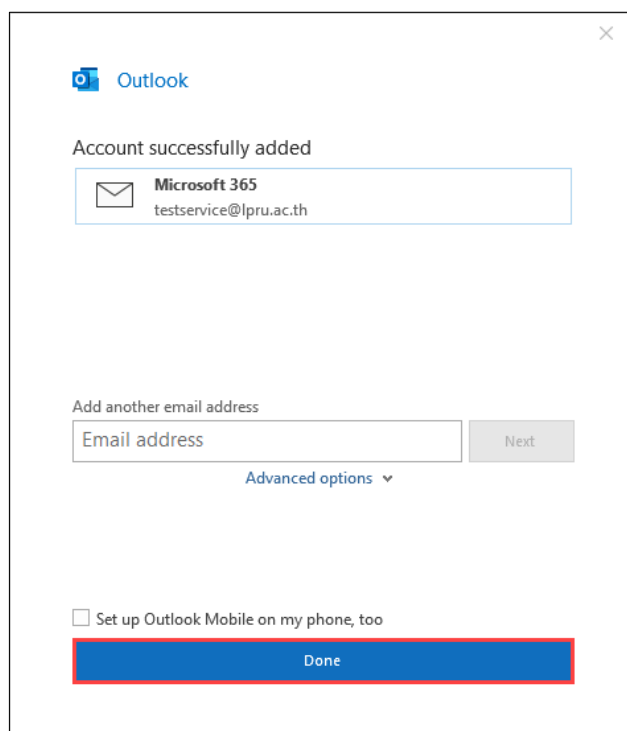 Outlook
Account successfully added
Microsoft 365
testservice@lpru.ac.th
Add another email address
Email address
Next
Advanced options
Set up Outlook Mobile on my phone, too
Done